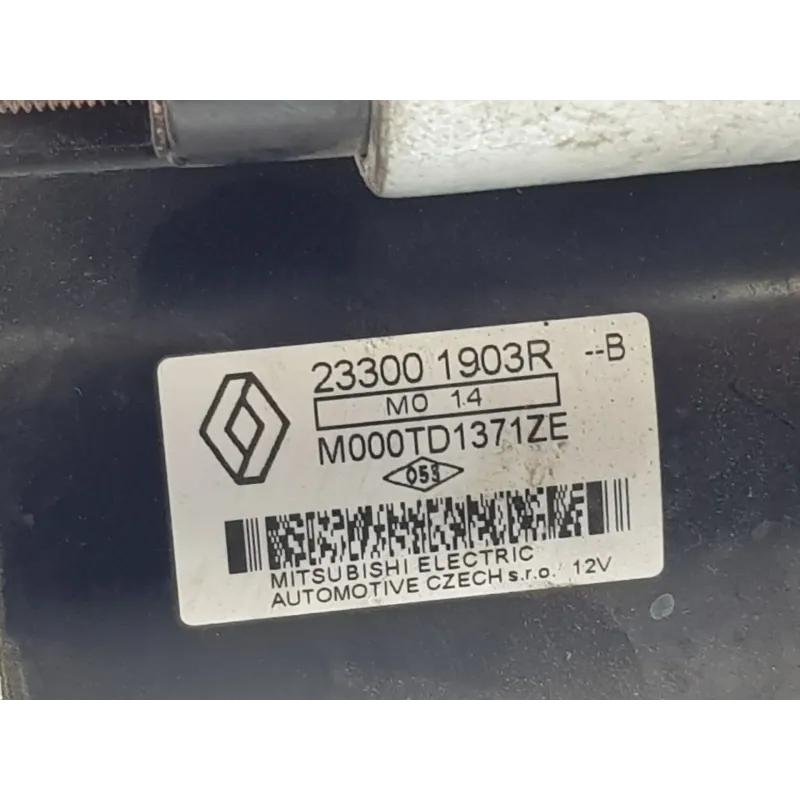 23300 1903R --B
M0 14
M000TD1371ZE
053
MITSUBISHI ELECTRIC
AUTOMOTIVE CZECH s.r.o. 12V